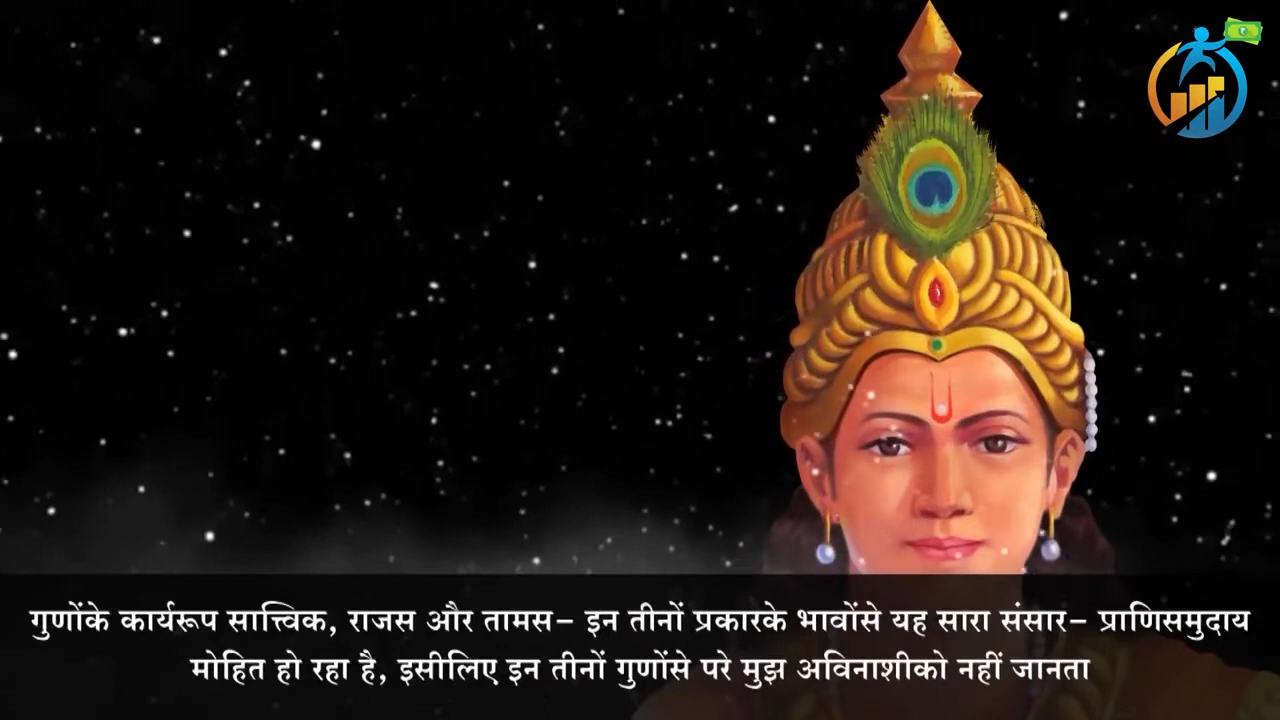 गुणोंके कार्यरूप सात्त्विक, राजस और तामस– इन तीनों प्रकारके भावोंसे यह सारा संसार– प्राणिसमुदाय
मोहित हो रहा है, इसीलिए इन तीनों गुणोंसे परे मुझ अविनाशीको नहीं जानता